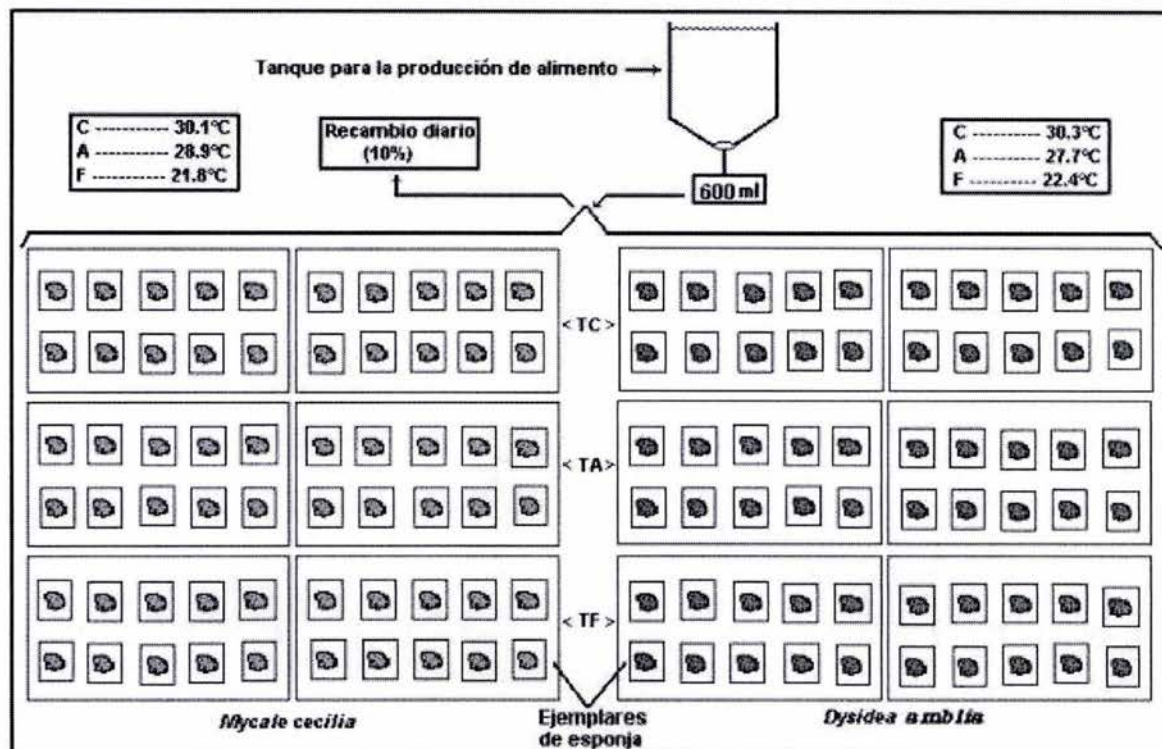 Tanque para la producción de alimento
C ---------- 30.1°C
A ---------- 28.9°C
F ---------- 21.8°C
Recambio diario
(10%)
600 ml
C ---------- 30.3°C
A ---------- 27.7°C
F ---------- 22.4°C
< TC >
< TA >
< TF >
Mycale cecilia
Ejemplares
de esponja
Dysidea amblia